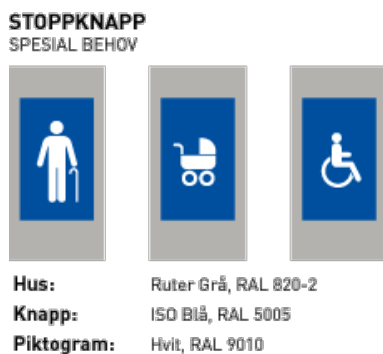 STOPPKNAPP
SPESIAL BEHOV
Hus: Ruter Grå, RAL 820-2
Knapp: ISO Blå, RAL 5005
Piktogram: Hvit, RAL 9010